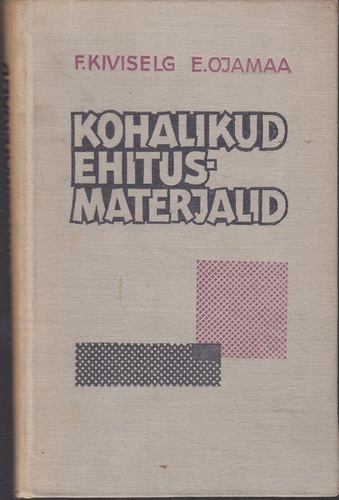 F. KIVISELG E. OJAMAA
KOHALIKUD
EHITUS-
MATERJALID